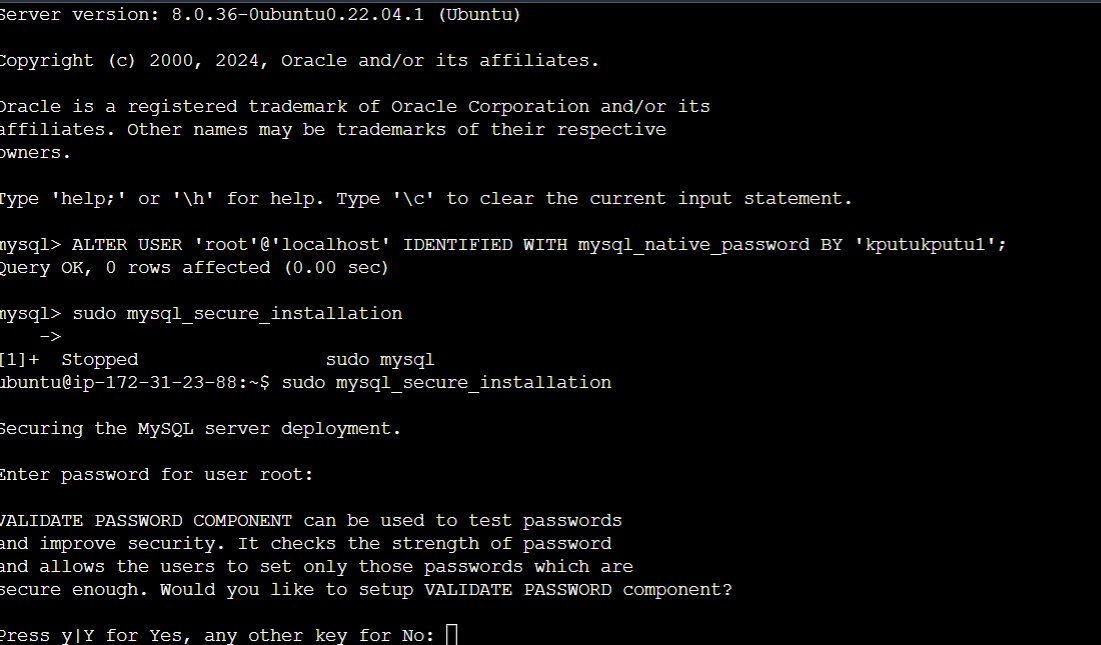 Server version: 8.0.36-0ubuntu0.22.04.1 (Ubuntu)
Copyright (c) 2000, 2024, Oracle and/or its affiliates.
Oracle is a registered trademark of Oracle Corporation and/or its
affiliates. Other names may be trademarks of their respective
owners.
Type 'help;' or '\h' for help. Type '\c' to clear the current input statement.
mysql> ALTER USER 'root'@'localhost' IDENTIFIED WITH mysql_native_password BY 'kputukputu1';
Query OK, 0 rows affected (0.00 sec)
mysql> sudo mysql_secure_installation
    ->
[1]+  Stopped                 sudo mysql
ubuntu@ip-172-31-23-88:~$ sudo mysql_secure_installation
Securing the MySQL server deployment.
Enter password for user root:
VALIDATE PASSWORD COMPONENT can be used to test passwords
and improve security. It checks the strength of password
and allows the users to set only those passwords which are
secure enough. Would you like to setup VALIDATE PASSWORD component?
Press y|Y for Yes, any other key for No: